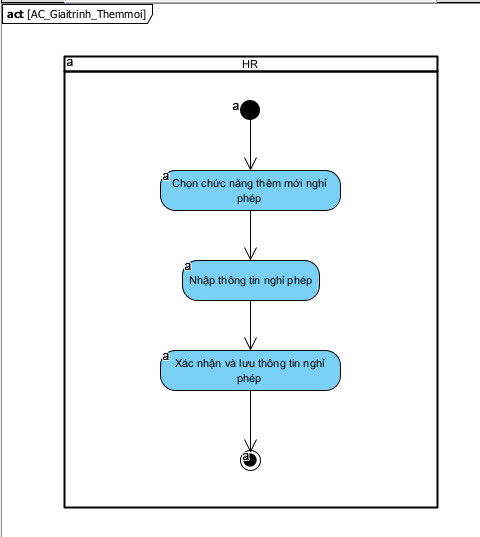 act [AC_Giaitrinh_Themmoi]
a
HR
a
a
Chọn chức năng thêm mới nghỉ
phép
a
Nhập thông tin nghỉ phép
a
Xác nhận và lưu thông tin nghỉ
phép
a